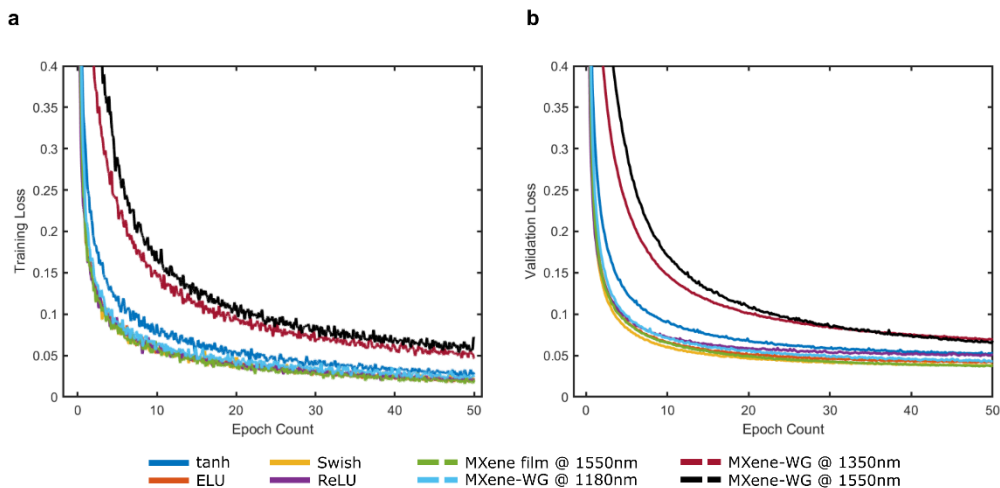 a
b
0.4
0.35
0.3
0.25
0.2
0.15
0.1
0.05
0
Training Loss
0 10 20 30 40 50
Epoch Count
0.4
0.35
0.3
0.25
0.2
0.15
0.1
0.05
0
Validation Loss
0 10 20 30 40 50
Epoch Count
tanh Swish MXene film @ 1550nm MXene-WG @ 1350nm
ELU ReLU MXene-WG @ 1180nm MXene-WG @ 1550nm